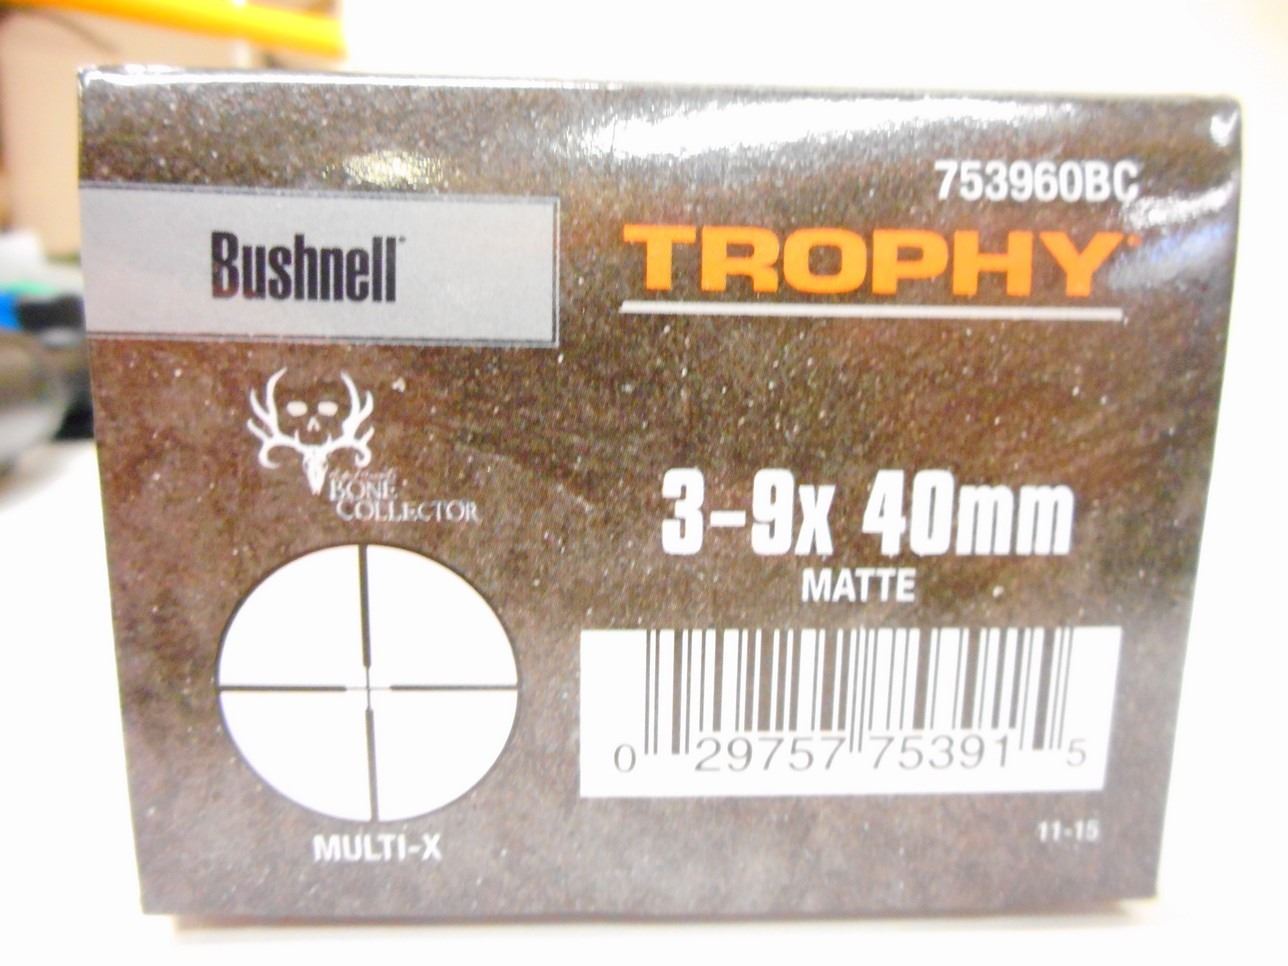 753960BC
Bushnell
TROPHY
BONE
COLLECTOR
3-9x 40mm
MATTE
0 29757 75391 5
MULTI-X
11-15